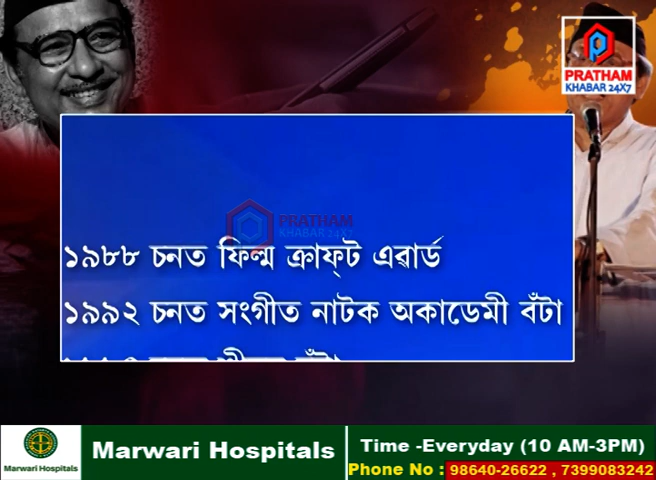 PRATHAM
KHABAR 24X7
PRATHAM
KHABAR 24X7
১৯৮৮ চনত ফিল্ম ক্ৰাফ্‌ট এৱাৰ্ড
১৯৯২ চনত সংগীত নাটক অকাডেমী বঁটা
Marwari Hospitals
Marwari Hospitals
Time -Everyday (10 AM-3PM)
Phone No : 98640-26622 , 7399083242